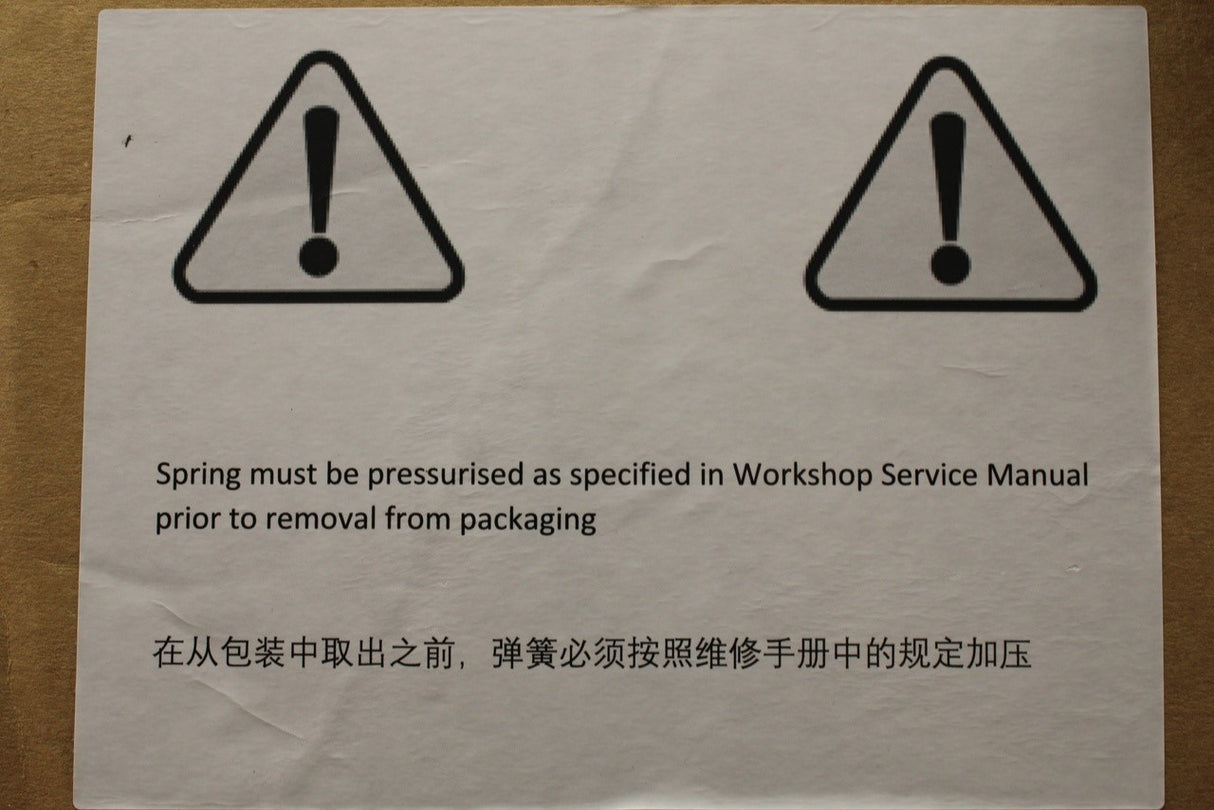 Spring must be pressurised as specified in Workshop Service Manual
prior to removal from packaging
在从包装中取出之前，弹簧必须按照维修手册中的规定加压